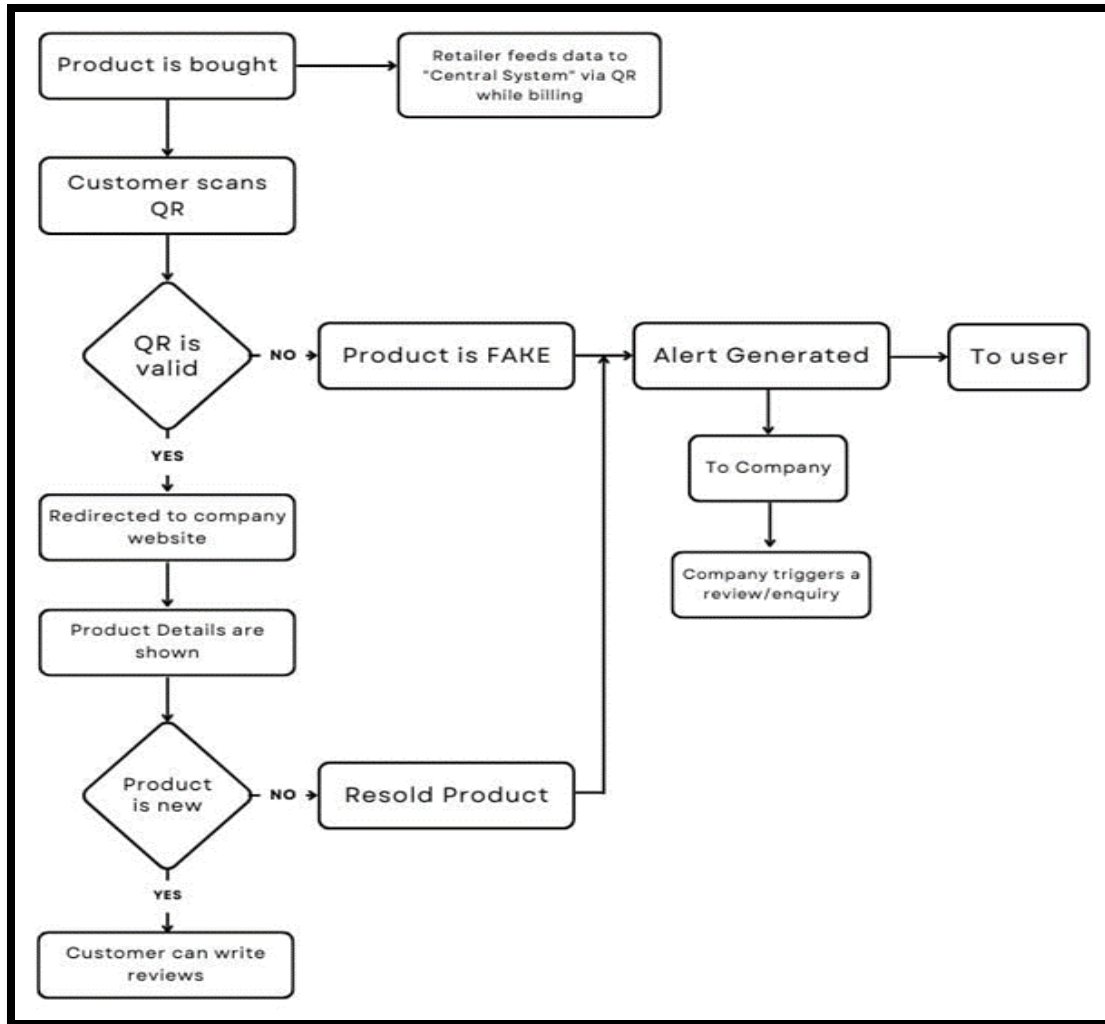 Product is bought
Retailer feeds data to
"Central System" via QR
while billing
Customer scans
QR
QR is
valid
NO
Product is FAKE
Alert Generated
To user
YES
To Company
Redirected to company
website
Company triggers a
review/enquiry
Product Details are
shown
Product
is new
NO
Resold Product
YES
Customer can write
reviews